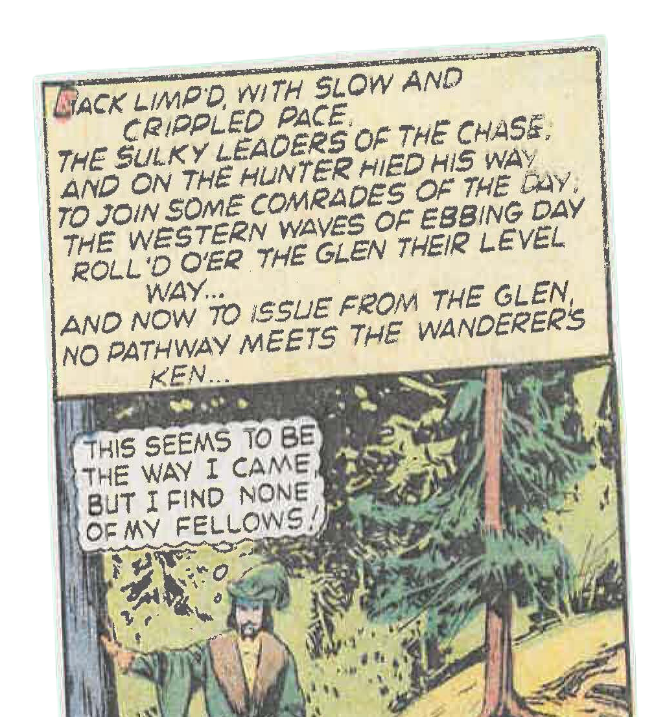 BACK LIMP'D, WITH SLOW AND
CRIPPLED PACE,
THE SULKY LEADERS OF THE CHASE;
AND ON THE HUNTER HIED HIS WAY
TO JOIN SOME COMRADES OF THE DAY;
THE WESTERN WAVES OF EBBING DAY
ROLL'D O'ER THE GLEN THEIR LEVEL
WAY...
AND NOW TO ISSUE FROM THE GLEN,
NO PATHWAY MEETS THE WANDERER'S
KEN...
THIS SEEMS TO BE
THE WAY I CAME
BUT I FIND NONE
OF MY FELLOWS!